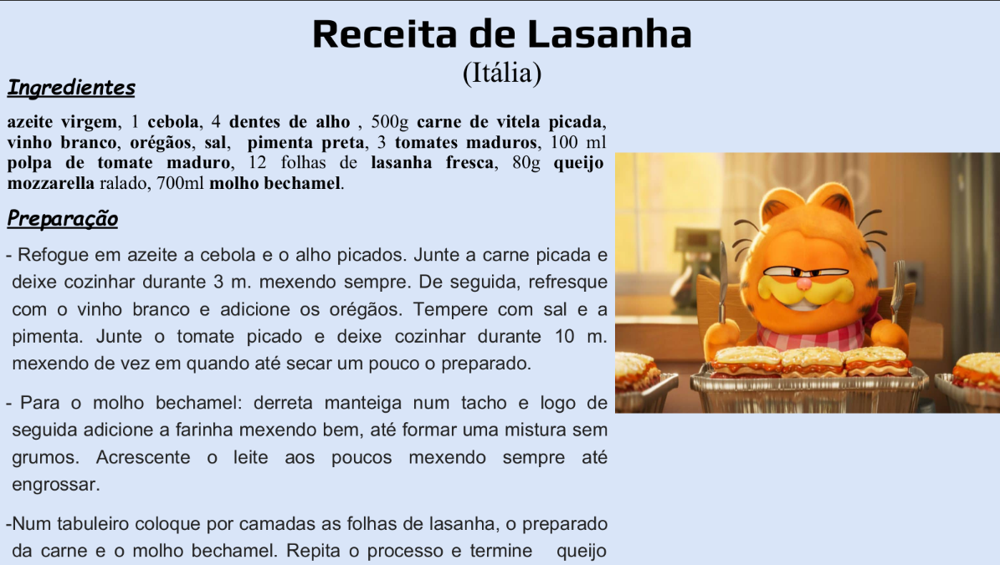 Receita de Lasanha
(Itália)
Ingredientes
azeite virgem, 1 cebola, 4 dentes de alho , 500g carne de vitela picada,
vinho branco, orégãos, sal, pimenta preta, 3 tomates maduros, 100 ml
polpa de tomate maduro, 12 folhas de lasanha fresca, 80g queijo
mozzarella ralado, 700ml molho bechamel.
Preparação
- Refogue em azeite a cebola e o alho picados. Junte a carne picada e
deixe cozinhar durante 3 m. mexendo sempre. De seguida, refresque
com o vinho branco e adicione os orégãos. Tempere com sal e a
pimenta. Junte o tomate picado e deixe cozinhar durante 10 m.
mexendo de vez em quando até secar um pouco o preparado.
- Para o molho bechamel: derreta manteiga num tacho e logo de
seguida adicione a farinha mexendo bem, até formar uma mistura sem
grumos. Acrescente o leite aos poucos mexendo sempre até
engrossar.
-Num tabuleiro coloque por camadas as folhas de lasanha, o preparado
da carne e o molho bechamel. Repita o processo e termine queijo